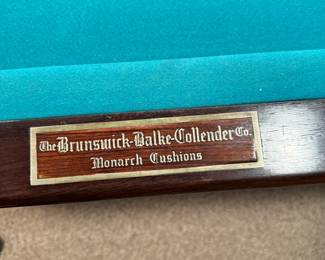 The Brunswick-Balke-Collender Co.
Monarch Cushions